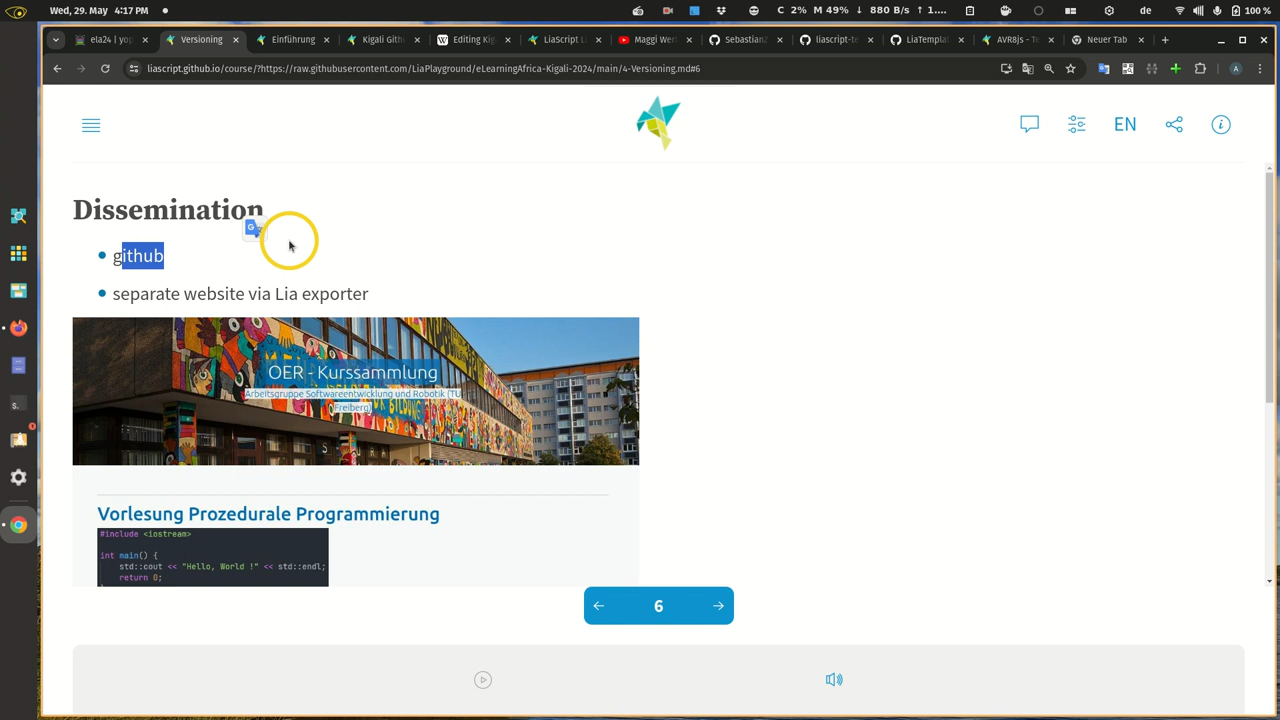 Wed, 29. May 4:17 PM
C 2% M 49% ↓ 880 B/s ↑ 1....
de
100 %
ela24 | yop
Versioning
Einführung
Kigali Gith
Editing Kig
LiaScript L
Maggi Wer
SebastianZ
liascript-te
LiaTemplat
AVR8js - Te
Neuer Tab
liascript.github.io/course/?https://raw.githubusercontent.com/LiaPlayground/eLearningAfrica-Kigali-2024/main/4-Versioning.md#6
EN
Dissemination
github
separate website via Lia exporter
OER - Kurssammlung
Arbeitsgruppe Softwareentwicklung und Robotik (TU
Freiberg)
Vorlesung Prozedurale Programmierung
#include <iostream>
int main() {
std::cout << "Hello, World !" << std::endl;
return 0;
6